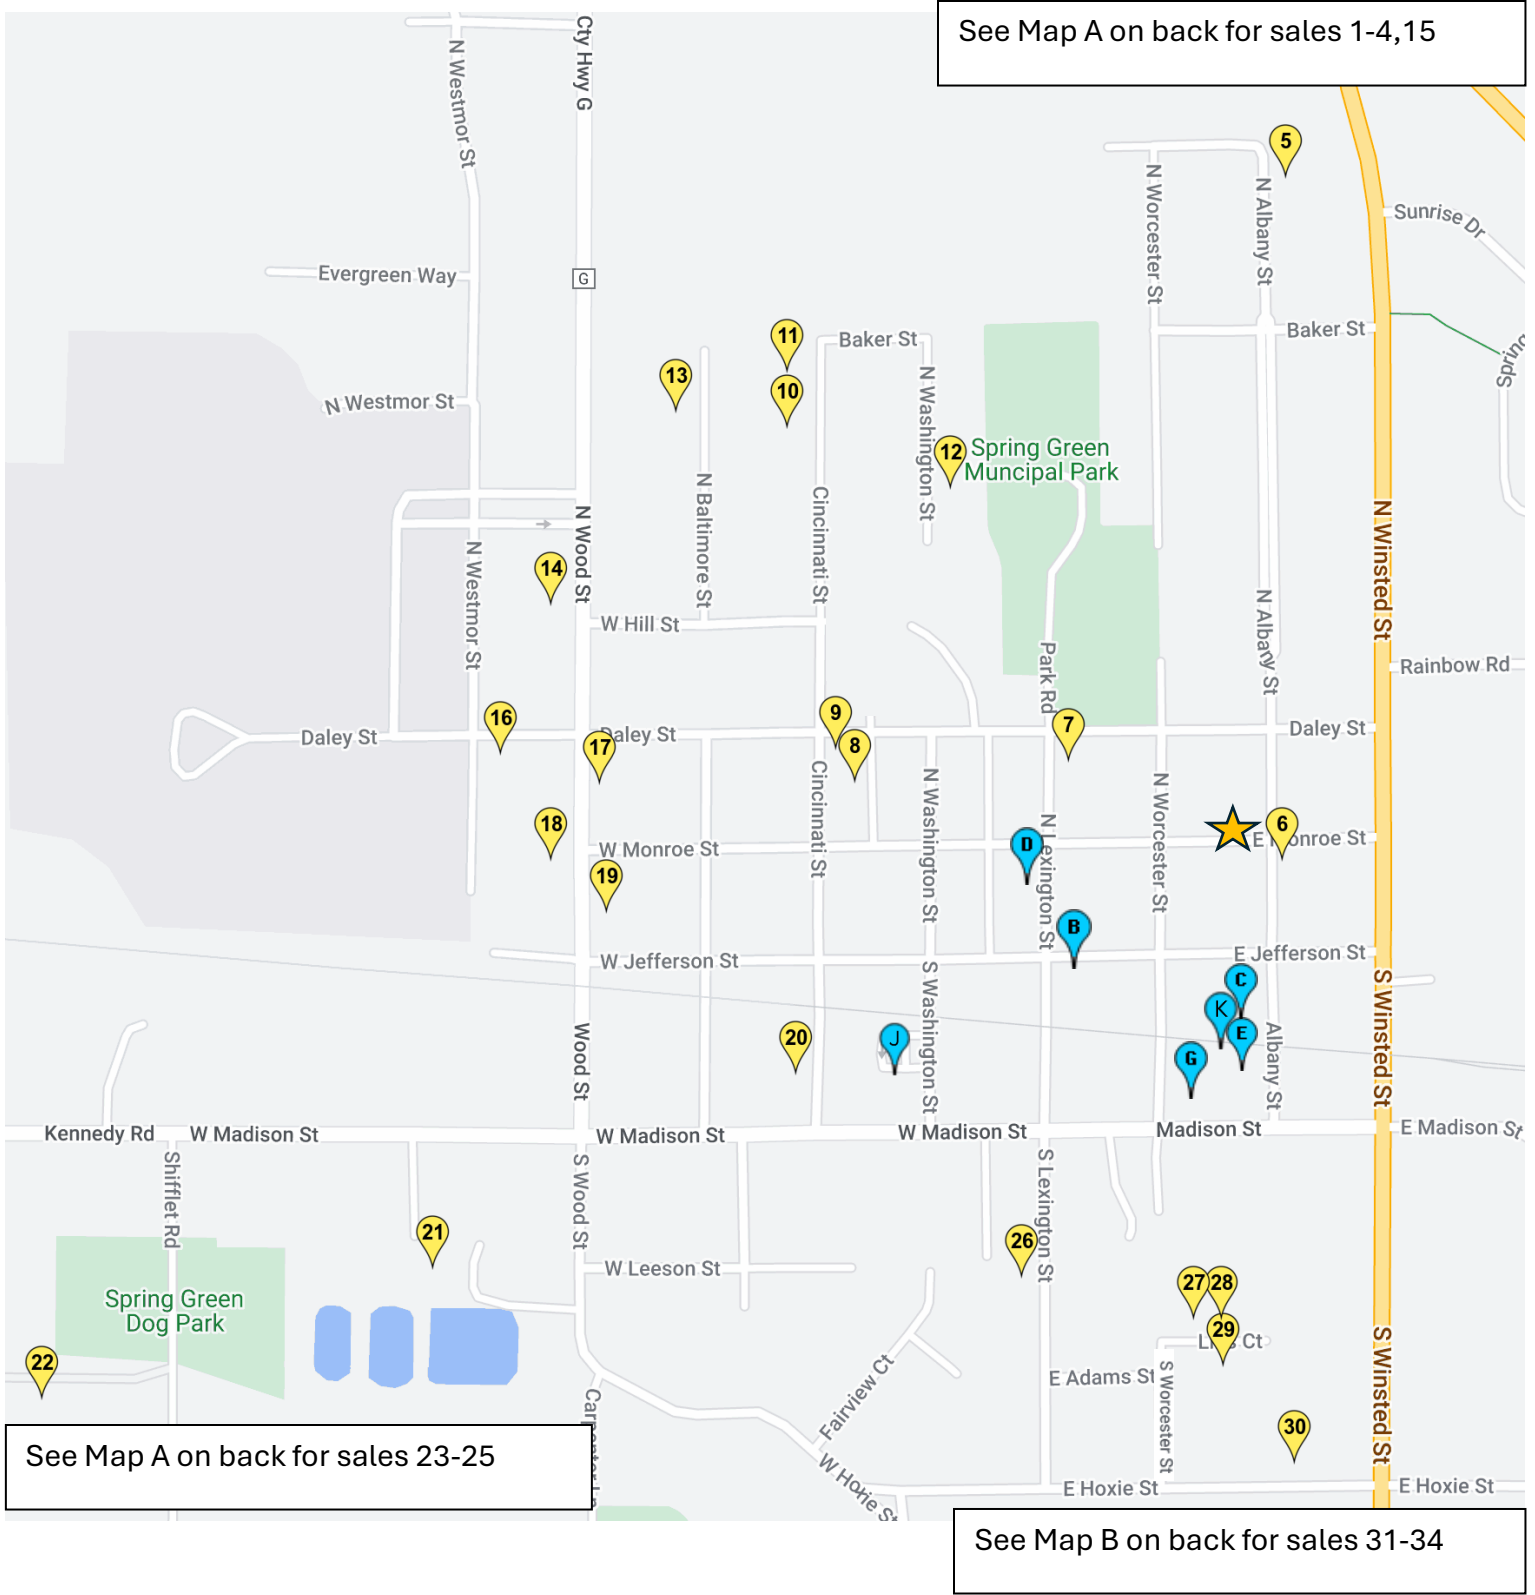 See Map A on back for sales 1-4,15
Cty Hwy G
N Westmor St
5
N Worcester St
N Albany St
Sunrise Dr
Evergreen Way
G
Baker St
11
Baker St
Spring
13
10
N Washington St
N Westmor St
12
Spring Green
Muncipal Park
N Baltimore St
Cincinnati St
N Wood St
N Winsted St
14
N Westmor St
W Hill St
N Albany St
Park Rd
Rainbow Rd
16
9
7
Daley St
Daley St
17
8
Daley St
Cincinnati St
N Washington St
N Worcester St
18
6
D
N Lexington St
E Monroe St
W Monroe St
19
B
W Jefferson St
E Jefferson St
S Washington St
C
S Winsted St
K
Wood St
20
J
E
Albany St
G
Kennedy Rd
W Madison St
W Madison St
W Madison St
Madison St
E Madison St
Shifflet Rd
S Wood St
S Lexington St
21
26
W Leeson St
27
28
Spring Green
Dog Park
29
Ct
22
E Adams St
S Worcester St
S Winsted St
Fairview Ct
30
See Map A on back for sales 23-25
W Hoxie St
E Hoxie St
E Hoxie St
See Map B on back for sales 31-34